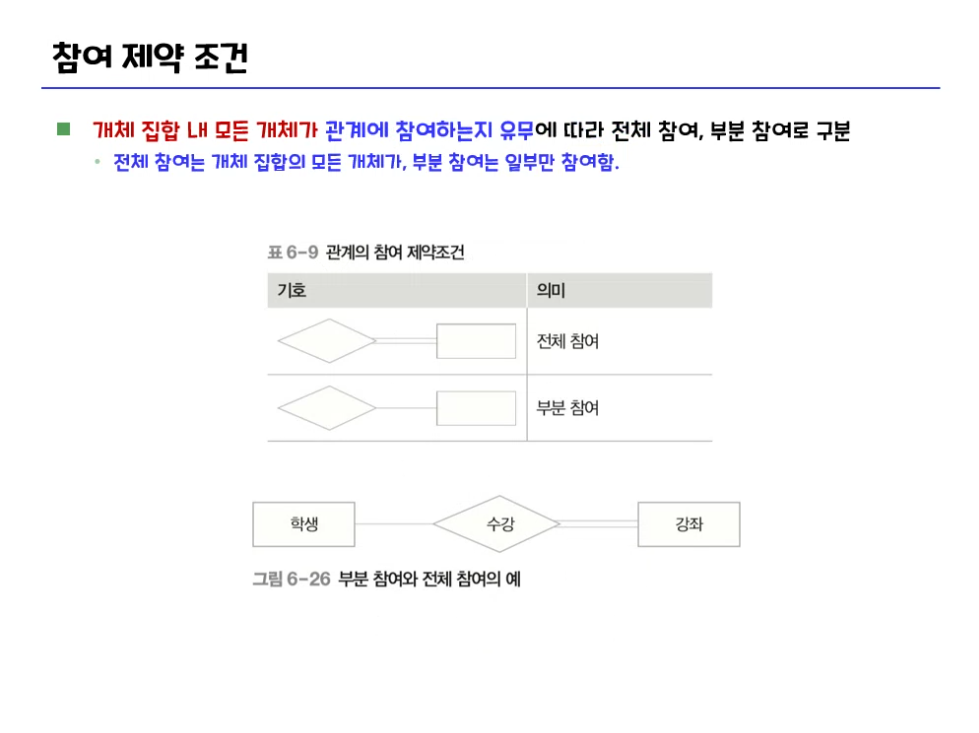 참여 제약 조건
개체 집합 내 모든 개체가 관계에 참여하는지 유무에 따라 전체 참여, 부분 참여로 구분
전체 참여는 개체 집합의 모든 개체가, 부분 참여는 일부만 참여함.
표 6-9 관계의 참여 제약조건
기호 의미
전체 참여
부분 참여
학생 수강 강좌
그림 6-26 부분 참여와 전체 참여의 예